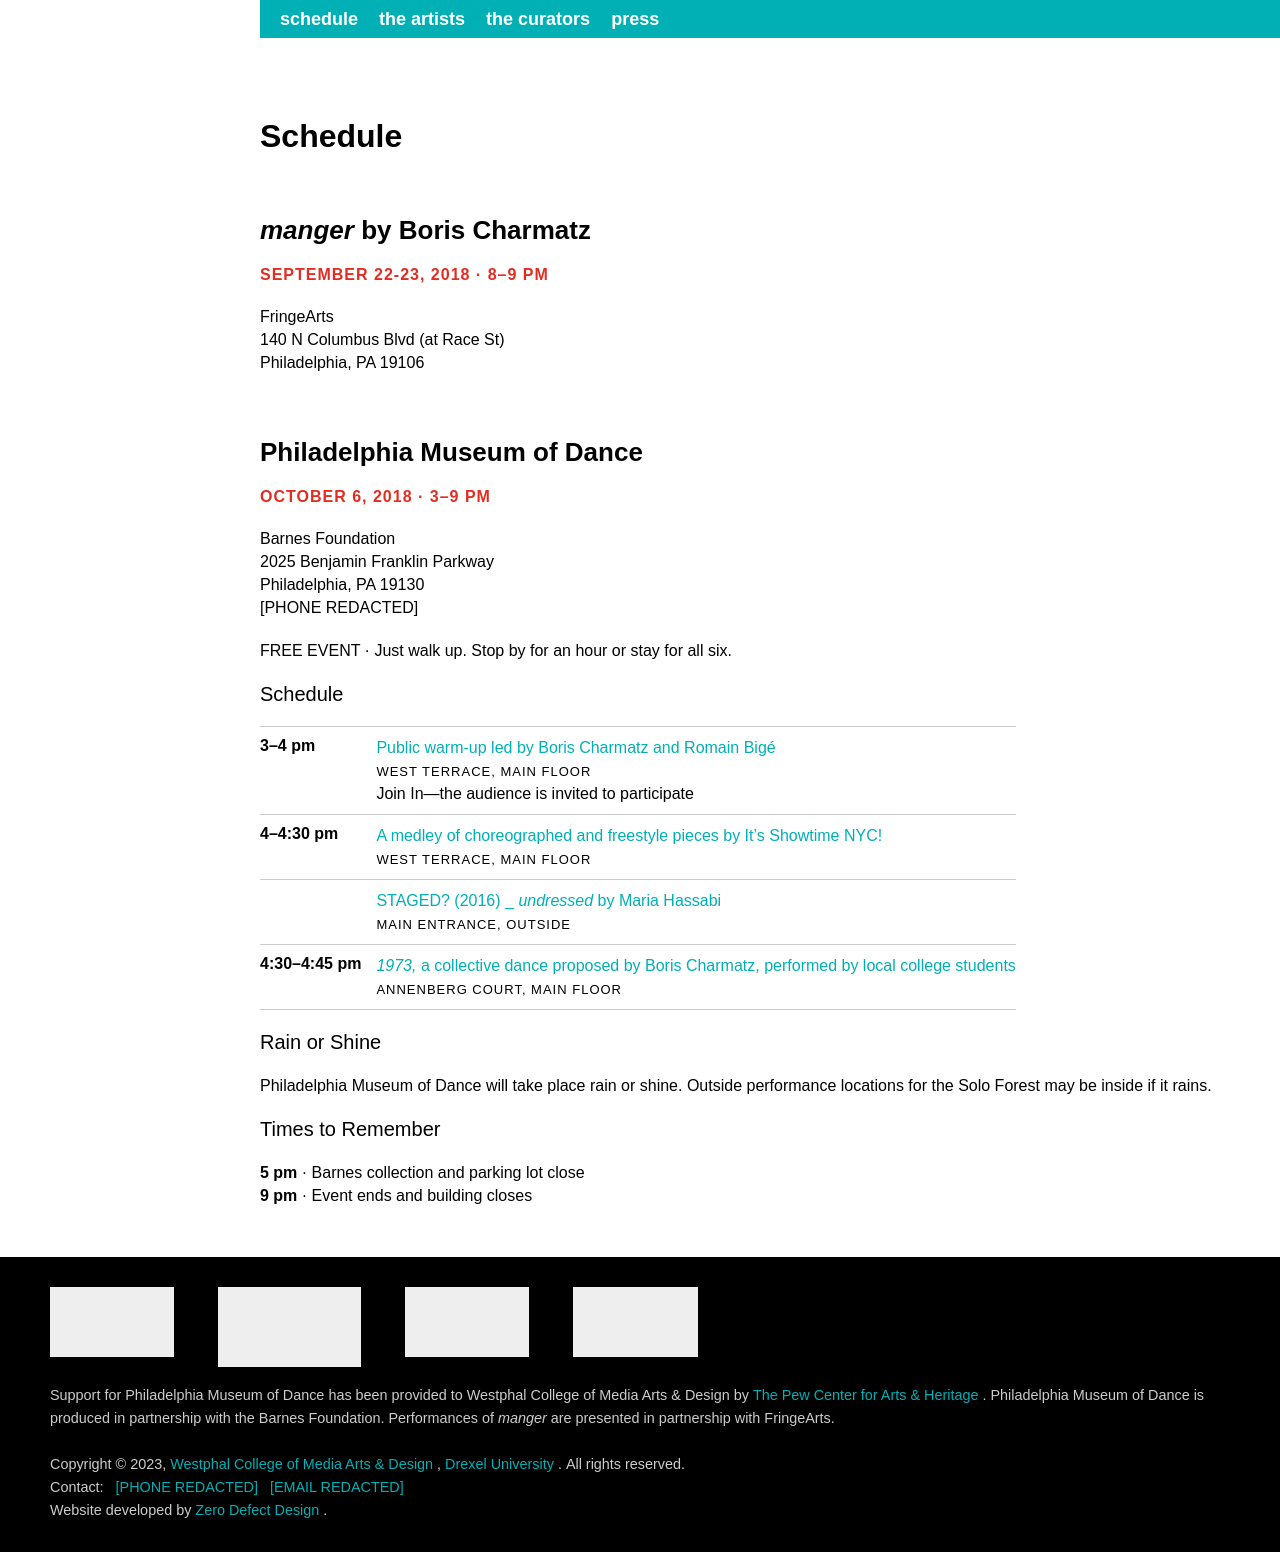 schedule the artists the curators press
Schedule
manger by Boris Charmatz
SEPTEMBER 22-23, 2018 · 8–9 PM
FringeArts
140 N Columbus Blvd (at Race St)
Philadelphia, PA 19106
Philadelphia Museum of Dance
OCTOBER 6, 2018 · 3–9 PM
Barnes Foundation
2025 Benjamin Franklin Parkway
Philadelphia, PA 19130
[PHONE REDACTED]
FREE EVENT · Just walk up. Stop by for an hour or stay for all six.
Schedule
3–4 pm Public warm-up led by Boris Charmatz and Romain Bigé
WEST TERRACE, MAIN FLOOR
Join In—the audience is invited to participate
4–4:30 pm A medley of choreographed and freestyle pieces by It’s Showtime NYC!
WEST TERRACE, MAIN FLOOR
STAGED? (2016) _ undressed by Maria Hassabi
MAIN ENTRANCE, OUTSIDE
4:30–4:45 pm 1973, a collective dance proposed by Boris Charmatz, performed by local college students
ANNENBERG COURT, MAIN FLOOR
Rain or Shine
Philadelphia Museum of Dance will take place rain or shine. Outside performance locations for the Solo Forest may be inside if it rains.
Times to Remember
5 pm · Barnes collection and parking lot close
9 pm · Event ends and building closes
Support for Philadelphia Museum of Dance has been provided to Westphal College of Media Arts & Design by The Pew Center for Arts & Heritage . Philadelphia Museum of Dance is
produced in partnership with the Barnes Foundation. Performances of manger are presented in partnership with FringeArts.
Copyright © 2023, Westphal College of Media Arts & Design , Drexel University . All rights reserved.
Contact: [PHONE REDACTED] [EMAIL REDACTED]
Website developed by Zero Defect Design .